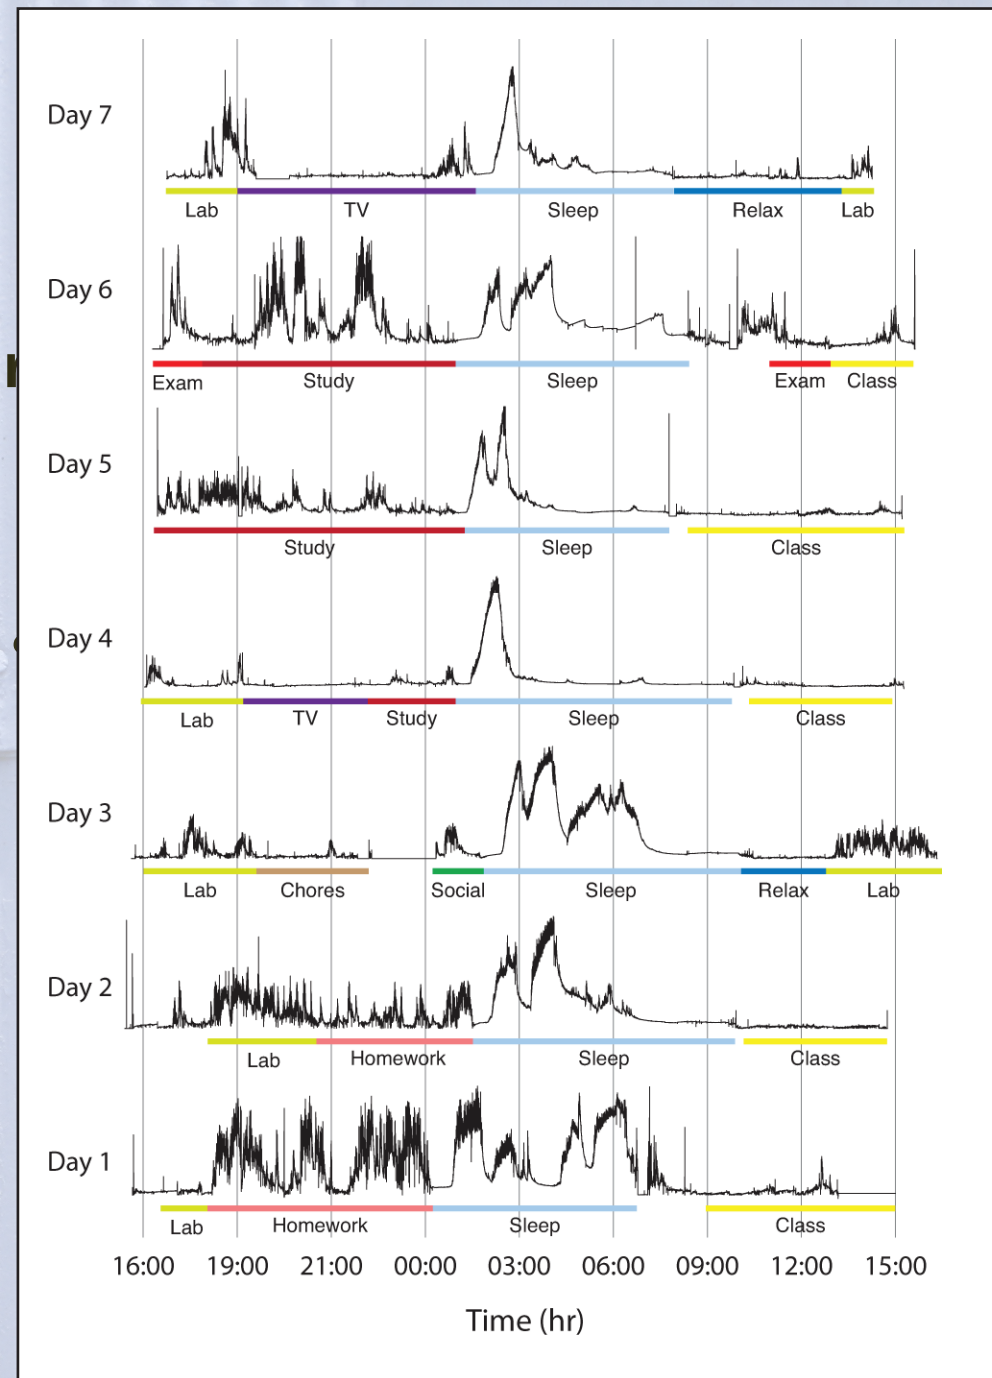 Day 7
Lab TV Sleep Relax Lab
Day 6
Exam Study Sleep Exam Class
Day 5
Study Sleep Class
Day 4
Lab TV Study Sleep Class
Day 3
Lab Chores Social Sleep Relax Lab
Day 2
Lab Homework Sleep Class
Day 1
Lab Homework Sleep Class
16:00 19:00 21:00 00:00 03:00 06:00 09:00 12:00 15:00
Time (hr)